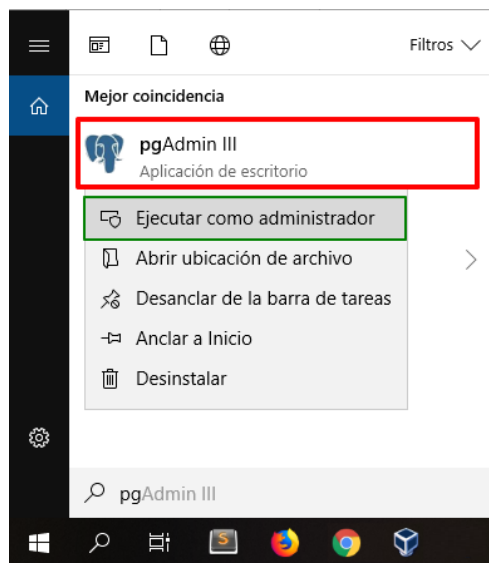 Filtros
Mejor coincidencia
pgAdmin III
Aplicación de escritorio
Ejecutar como administrador
Abrir ubicación de archivo
Desanclar de la barra de tareas
Anclar a Inicio
Desinstalar
pgAdmin III
S